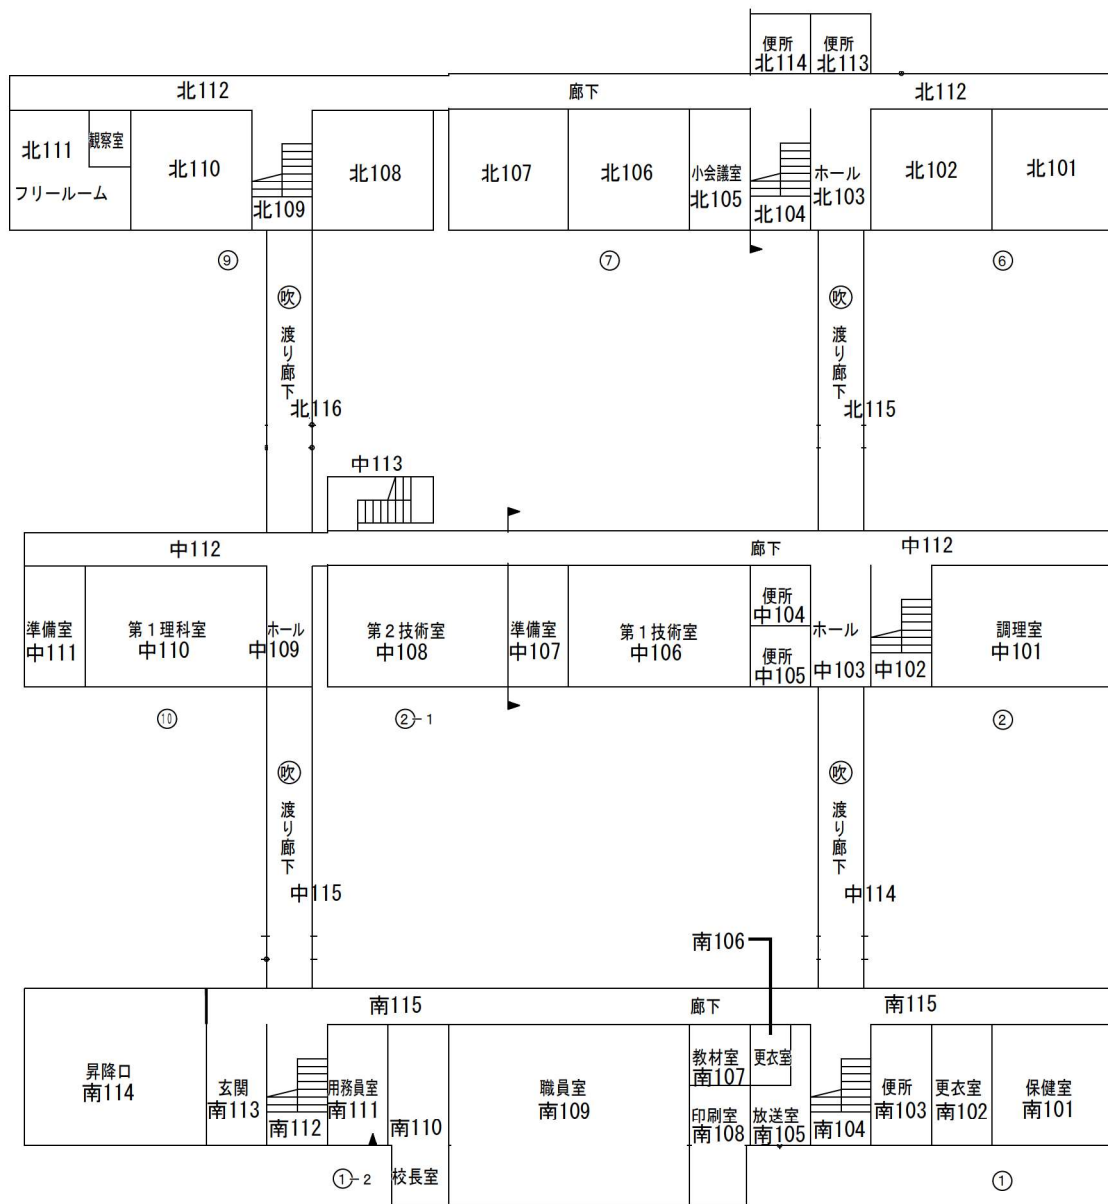 便所
北114
便所
北113
北112
廊下
北112
北111
フリールーム
観察室
北110
北109
北108
北107
北106
小会議室
北105
北104
ホール
北103
北102
北101
⑨
⑦
⑥
吹
渡り廊下
北116
吹
渡り廊下
北115
中113
中112
廊下
中112
準備室
中111
第1理科室
中110
ホール
中109
第2技術室
中108
準備室
中107
第1技術室
中106
便所
中104
便所
中105
ホール
中103
中102
調理室
中101
⑩
②-1
②
吹
渡り廊下
中115
吹
渡り廊下
中114
南106
南115
廊下
南115
昇降口
南114
玄関
南113
南112
用務員室
南111
南110
校長室
職員室
南109
教材室
南107
更衣室
印刷室
南108
放送室
南105
南104
便所
南103
更衣室
南102
保健室
南101
①-2
①